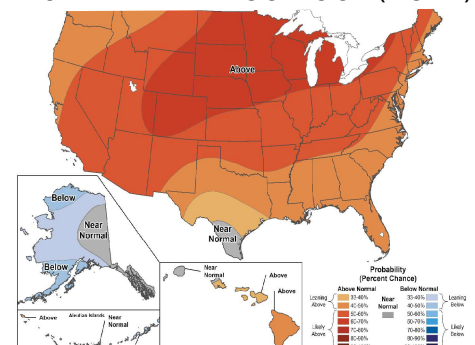 Above
Near
Normal
Below
Near
Normal
Below
Above
Aleutian Islands
Near
Normal
Near
Normal
Above
Above
Probability
(Percent Chance)
Above Normal
Below Normal
Leaning
Above
33-40%
40-50%
50-60%
60-70%
70-80%
80-90%
Likely
Above
Near
Normal
33-40%
40-50%
50-60%
60-70%
70-80%
80-90%
Leaning
Below
Likely
Below